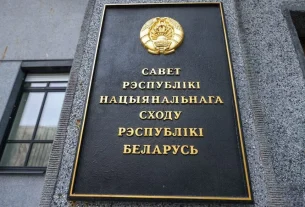 САВЕТ
РЭСПУБЛІКІ
НАЦЫЯНАЛЬНАГА
СХОДУ
РЭСПУБЛІКІ
БЕЛАРУСЬ